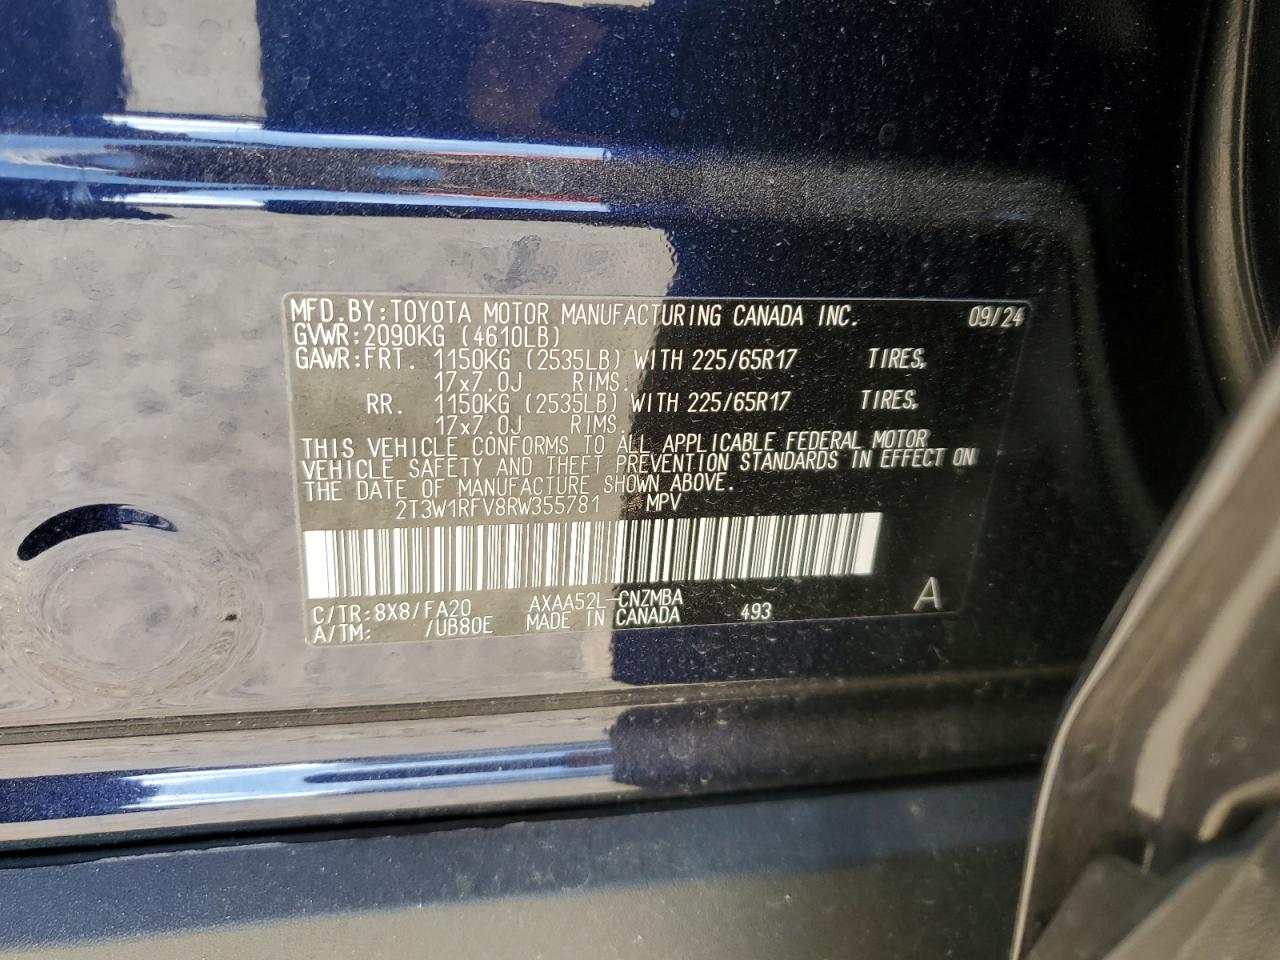 MFD.BY:TOYOTA MOTOR MANUFACTURING CANADA INC. 09/24
GVWR:2090KG (4610LB)
GAWR:FRT. 1150KG (2535LB) WITH 225/65R17 TIRES,
17x7.0J RIMS.
RR. 1150KG (2535LB) WITH 225/65R17 TIRES,
17x7.0J RIMS.
THIS VEHICLE CONFORMS TO ALL APPLICABLE FEDERAL MOTOR
VEHICLE SAFETY AND THEFT PREVENTION STANDARDS IN EFFECT ON
THE DATE OF MANUFACTURE SHOWN ABOVE.
2T3W1RFV8RW355781 MPV
C/TR:8X8/FA20 AXAA52L-CNZMBA A
A/TM: /UB80E MADE IN CANADA 493